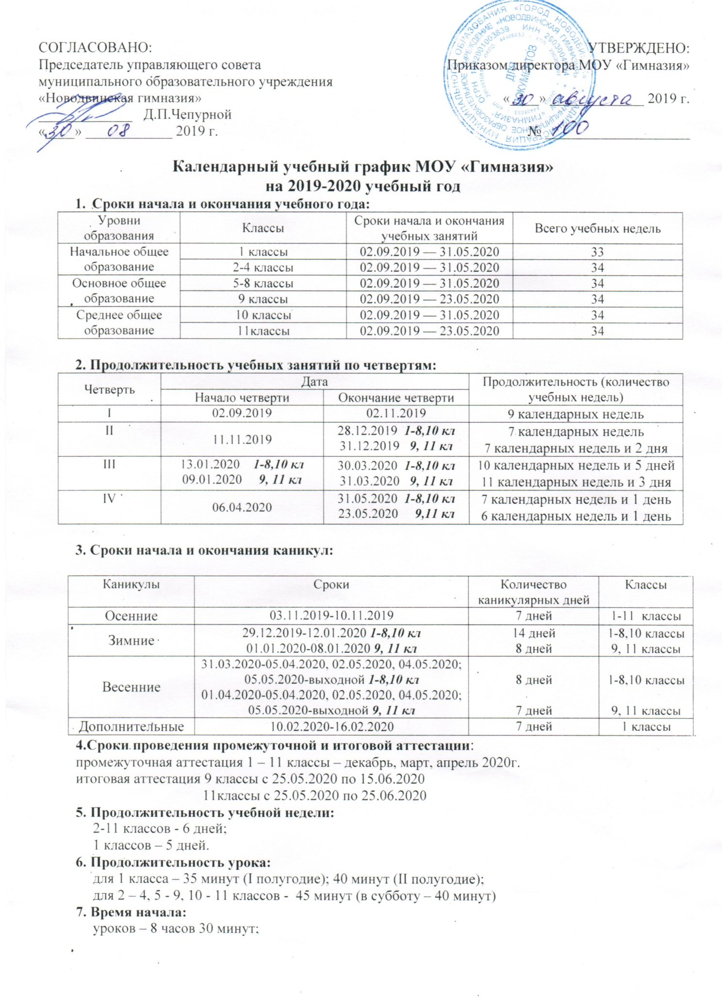 СОГЛАСОВАНО:
Председатель управляющего совета
муниципального образовательного учреждения
«Новодвинская гимназия»
Д.П.Чепурной
«30» 08 2019 г.
УТВЕРЖДЕНО:
Приказом директора МОУ «Гимназия»
«30» августа 2019 г.
№ 100
ДЛЯ
ДОКУМЕНТОВ
Календарный учебный график МОУ «Гимназия»
на 2019-2020 учебный год
1. Сроки начала и окончания учебного года:
Уровни образования Классы Сроки начала и окончания учебных занятий Всего учебных недель
Начальное общее образование 1 классы 02.09.2019 — 31.05.2020 33
2-4 классы 02.09.2019 — 31.05.2020 34
Основное общее образование 5-8 классы 02.09.2019 — 31.05.2020 34
9 классы 02.09.2019 — 23.05.2020 34
Среднее общее образование 10 классы 02.09.2019 — 31.05.2020 34
11классы 02.09.2019 — 23.05.2020 34
2. Продолжительность учебных занятий по четвертям:
Четверть Дата Продолжительность (количество учебных недель)
Начало четверти Окончание четверти
I 02.09.2019 02.11.2019 9 календарных недель
II 11.11.2019 28.12.2019 1-8,10 кл 7 календарных недель
31.12.2019 9, 11 кл 7 календарных недель и 2 дня
III 13.01.2020 1-8,10 кл 30.03.2020 1-8,10 кл 10 календарных недель и 5 дней
09.01.2020 9, 11 кл 31.03.2020 9, 11 кл 11 календарных недель и 3 дня
IV 06.04.2020 31.05.2020 1-8,10 кл 7 календарных недель и 1 день
23.05.2020 9,11 кл 6 календарных недель и 1 день
3. Сроки начала и окончания каникул:
Каникулы Сроки Количество каникулярных дней Классы
Осенние 03.11.2019-10.11.2019 7 дней 1-11 классы
Зимние 29.12.2019-12.01.2020 1-8,10 кл 14 дней 1-8,10 классы
01.01.2020-08.01.2020 9, 11 кл 8 дней 9, 11 классы
Весенние 31.03.2020-05.04.2020, 02.05.2020, 04.05.2020;
05.05.2020-выходной 1-8,10 кл 8 дней 1-8,10 классы
01.04.2020-05.04.2020, 02.05.2020, 04.05.2020;
05.05.2020-выходной 9, 11 кл 7 дней 9, 11 классы
Дополнительные 10.02.2020-16.02.2020 7 дней 1 классы
4.Сроки проведения промежуточной и итоговой аттестации:
промежуточная аттестация 1 – 11 классы – декабрь, март, апрель 2020г.
итоговая аттестация 9 классы с 25.05.2020 по 15.06.2020
11классы с 25.05.2020 по 25.06.2020
5. Продолжительность учебной недели:
2-11 классов - 6 дней;
1 классов – 5 дней.
6. Продолжительность урока:
для 1 класса – 35 минут (I полугодие); 40 минут (II полугодие);
для 2 – 4, 5 - 9, 10 - 11 классов - 45 минут (в субботу – 40 минут)
7. Время начала:
уроков – 8 часов 30 минут;